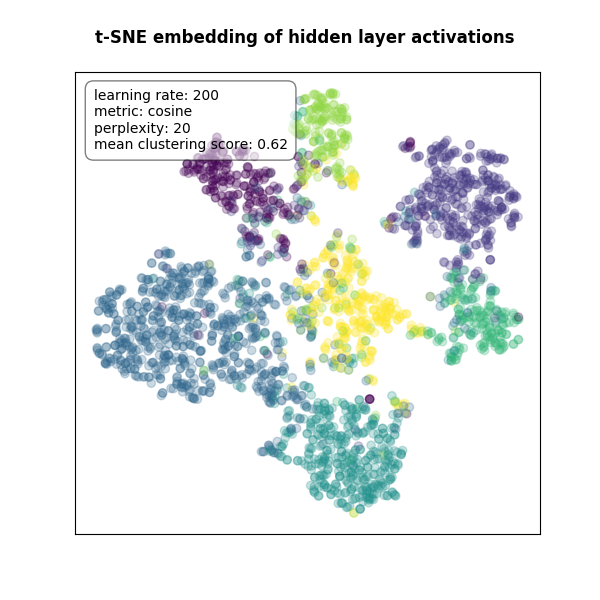 t-SNE embedding of hidden layer activations
learning rate: 200
metric: cosine
perplexity: 20
mean clustering score: 0.62